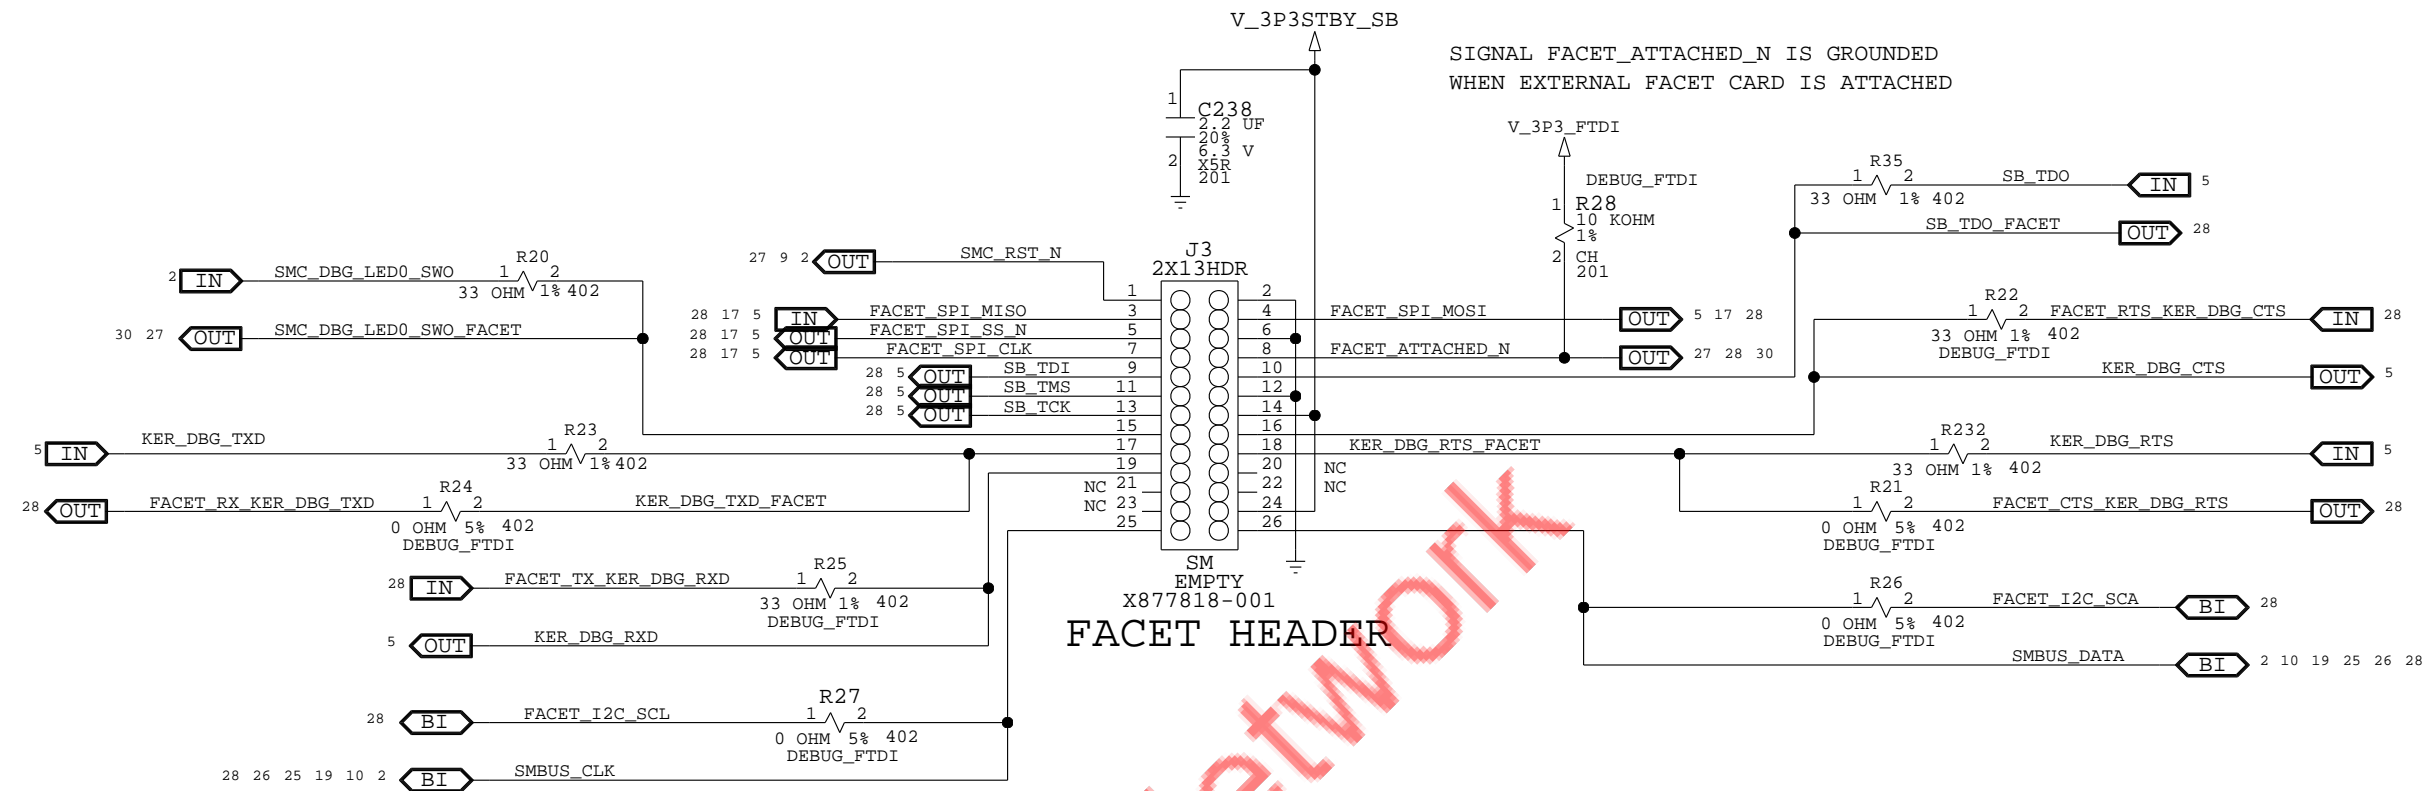 V_3P3STBY_SB
SIGNAL FACET_ATTACHED_N IS GROUNDED
WHEN EXTERNAL FACET CARD IS ATTACHED
1
C238
2.2 UF
20%
6.3 V
2
X5R
201
V_3P3_FTDI
DEBUG_FTDI
1
R28
10 KOHM
1%
2 CH
201
R35
1 2 SB_TDO IN 5
33 OHM 1% 402
SB_TDO_FACET OUT 28
27 9 2 OUT SMC_RST_N
J3
2X13HDR
R20
2 IN SMC_DBG_LED0_SWO 1 2
33 OHM 1% 402
30 27 OUT SMC_DBG_LED0_SWO_FACET
1 2
28 17 5 IN FACET_SPI_MISO 3 4 FACET_SPI_MOSI OUT 5 17 28
28 17 5 OUT FACET_SPI_SS_N 5 6
28 17 5 OUT FACET_SPI_CLK 7 8 FACET_ATTACHED_N OUT 27 28 30
28 5 OUT SB_TDI 9 10
28 5 OUT SB_TMS 11 12
28 5 OUT SB_TCK 13 14
15 16
17 18 KER_DBG_RTS_FACET
19 20 NC
NC 21 22 NC
NC 23 24
25 26
R22
1 2 FACET_RTS_KER_DBG_CTS IN 28
33 OHM 1% 402
DEBUG_FTDI
KER_DBG_CTS OUT 5
R23
5 IN KER_DBG_TXD 1 2
33 OHM 1% 402
R232
1 2 KER_DBG_RTS IN 5
33 OHM 1% 402
R24
28 OUT FACET_RX_KER_DBG_TXD 1 2 KER_DBG_TXD_FACET
0 OHM 5% 402
DEBUG_FTDI
R21
1 2 FACET_CTS_KER_DBG_RTS OUT 28
0 OHM 5% 402
DEBUG_FTDI
SM
EMPTY
X877818-001
FACET HEADER
R25
28 IN FACET_TX_KER_DBG_RXD 1 2
33 OHM 1% 402
DEBUG_FTDI
5 OUT KER_DBG_RXD
R26
1 2 FACET_I2C_SCA BI 28
0 OHM 5% 402
DEBUG_FTDI
SMBUS_DATA BI 2 10 19 25 26 28
R27
28 BI FACET_I2C_SCL 1 2
0 OHM 5% 402
DEBUG_FTDI
28 26 25 19 10 2 BI SMBUS_CLK
etwork